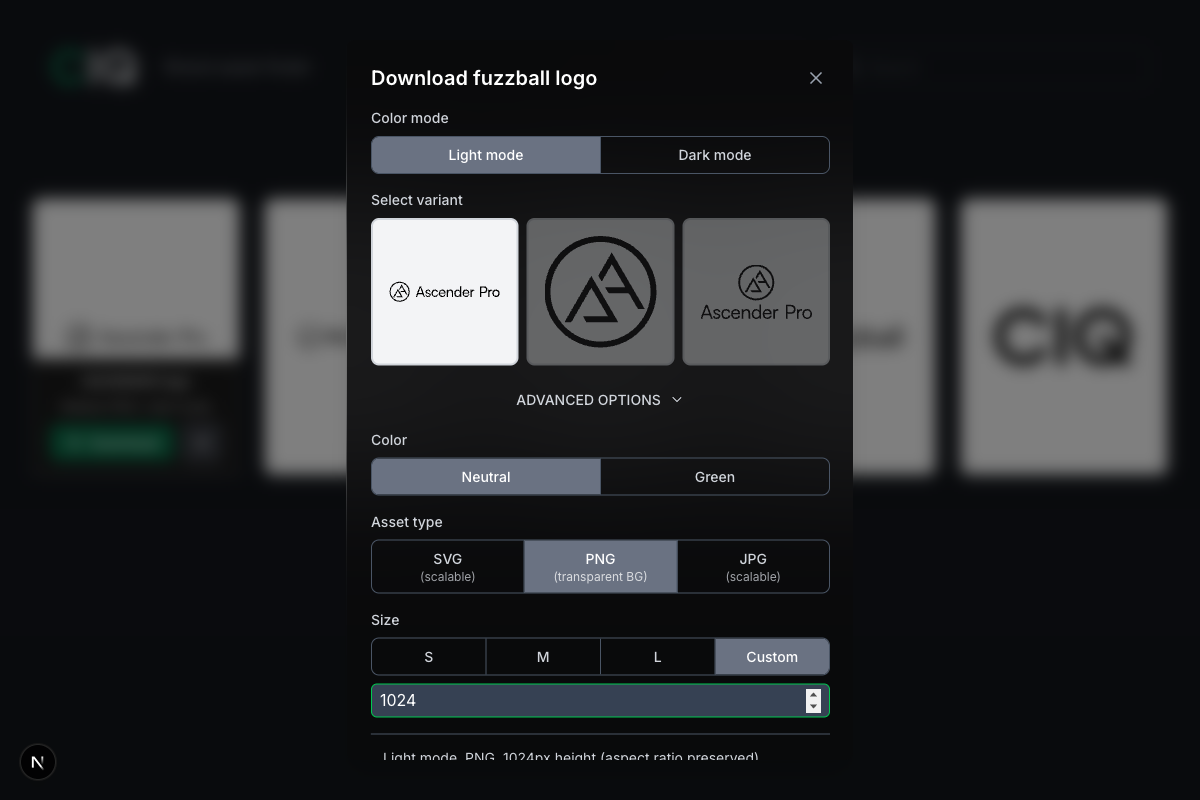 CIQ
Download fuzzball logo
Color mode
Light mode
Dark mode
Select variant
Ascender Pro
Ascender Pro
ADVANCED OPTIONS
Color
Neutral
Green
Asset type
SVG
PNG
JPG
(scalable)
(transparent BG)
(scalable)
Size
S
M
L
Custom
1024
Light mode, PNG, 1024px height (aspect ratio preserved)
CIQ
N